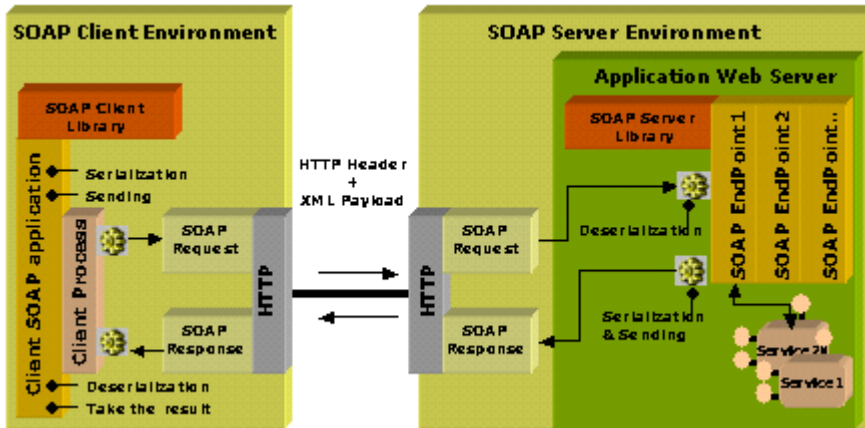 SOAP Client Environment
SOAP Client
Library
Client SOAP application
Serialization
Sending
Client Process
SOAP
Request
SOAP
Response
HTTP
Deserialization
Take the result
HTTP Header
+
XML Payload
SOAP Server Environment
Application Web Server
SOAP Server
Library
SOAP EndPoint1
SOAP EndPoint2
SOAP EndPoint..
HTTP
SOAP
Request
SOAP
Response
Deserialization
Serialization
& Sending
Service1